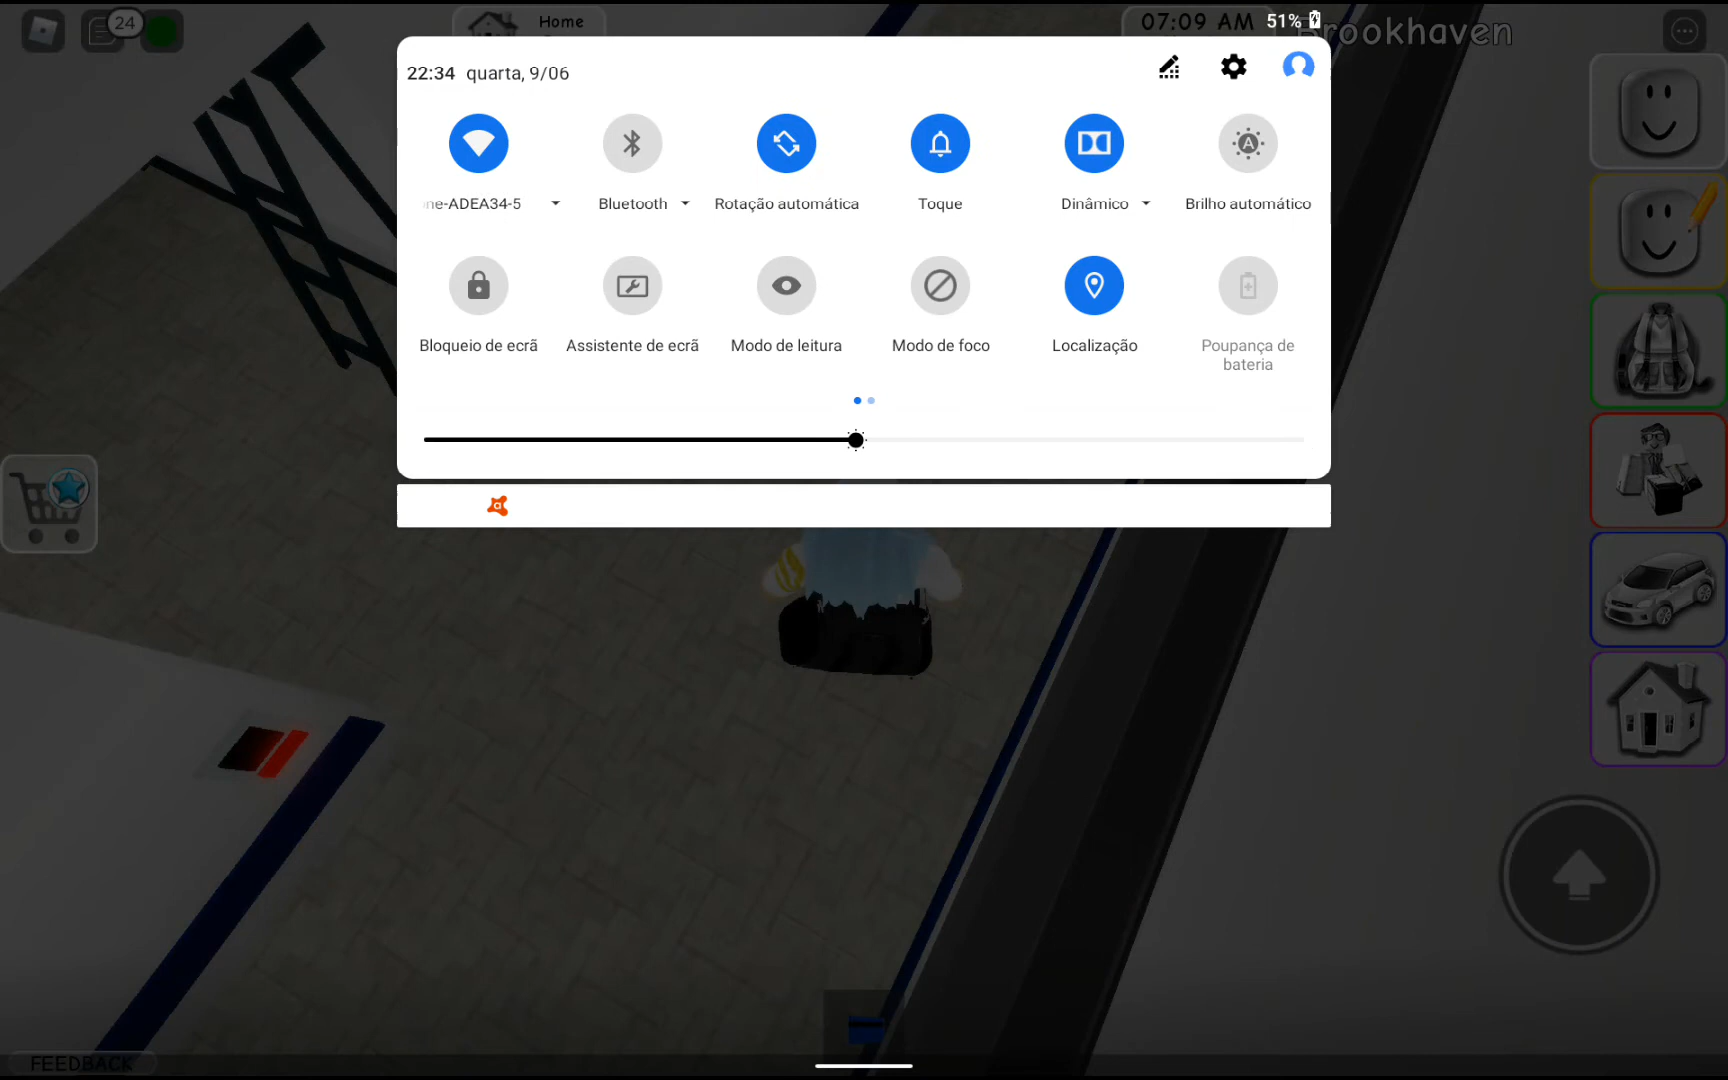 24
Home
07:09 AM
51%
Brookhaven
22:34 quarta, 9/06
ne-ADEA34-5
Bluetooth
Rotação automática
Toque
Dinâmico
Brilho automático
Bloqueio de ecrã
Assistente de ecrã
Modo de leitura
Modo de foco
Localização
Poupança de
bateria
FEEDBACK